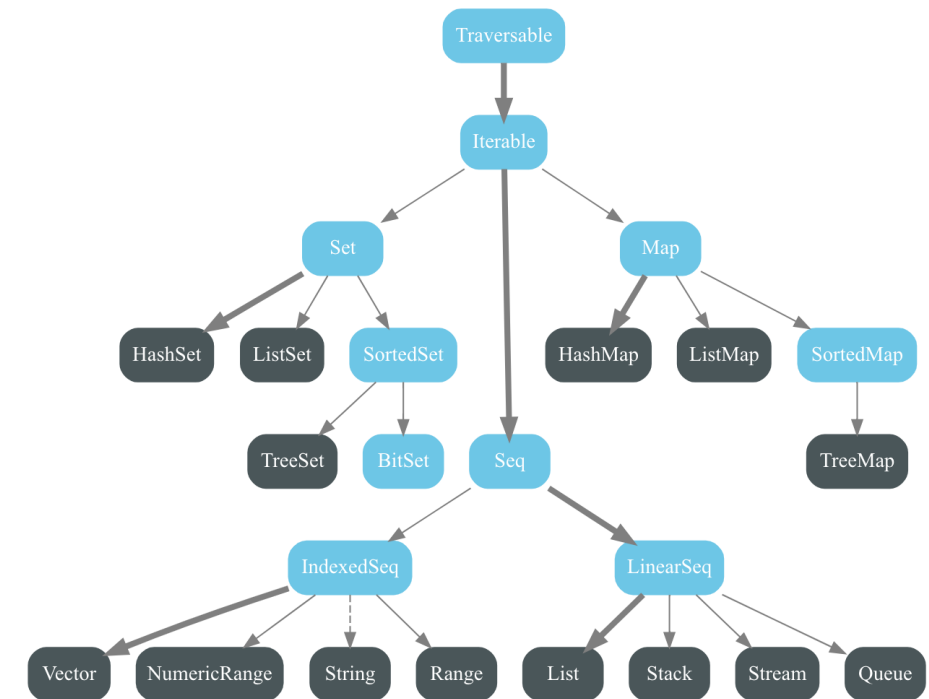 Traversable
Iterable
Set
Map
HashSet
ListSet
SortedSet
HashMap
ListMap
SortedMap
TreeSet
BitSet
Seq
TreeMap
IndexedSeq
LinearSeq
Vector
NumericRange
String
Range
List
Stack
Stream
Queue